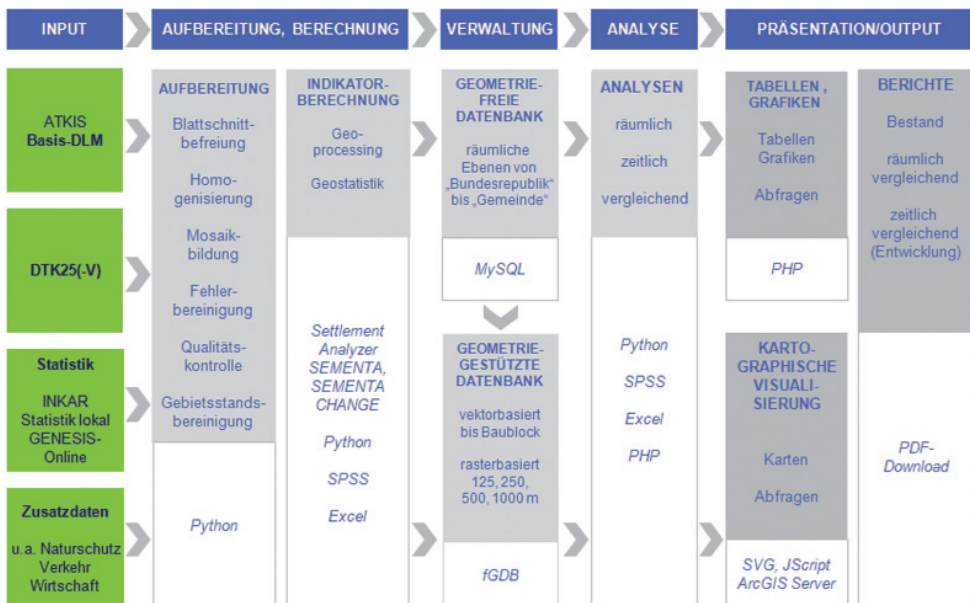 INPUT
AUFBEREITUNG, BERECHNUNG
VERWALTUNG
ANALYSE
PRÄSENTATION/OUTPUT
ATKIS
Basis-DLM
DTK25(-V)
Statistik
INKAR
Statistik lokal
GENESIS-
Online
Zusatzdaten
u.a. Naturschutz
Verkehr
Wirtschaft
AUFBEREITUNG
Blattschnitt-
befreiung
Homo-
genisierung
Mosaik-
bildung
Fehler-
bereinigung
Qualitäts-
kontrolle
Gebietsstands-
bereinigung
Python
INDIKATOR-
BERECHNUNG
Geo-
processing
Geostatistik
Settlement
Analyzer
SEMENTA,
SEMENTA
CHANGE
Python
SPSS
Excel
GEOMETRIE-
FREIE
DATENBANK
räumliche
Ebenen von
„Bundesrepublik“
bis „Gemeinde“
MySQL
GEOMETRIE-
GESTÜTZTE
DATENBANK
vektorbasiert
bis Baublock
rasterbasiert
125, 250,
500, 1000 m
fGDB
ANALYSEN
räumlich
zeitlich
vergleichend
Python
SPSS
Excel
PHP
TABELLEN ,
GRAFIKEN
Tabellen
Grafiken
Abfragen
PHP
KARTO-
GRAPHISCHE
VISUALI-
SIERUNG
Karten
Abfragen
SVG, JScript
ArcGIS Server
BERICHTE
Bestand
räumlich
vergleichend
zeitlich
vergleichend
(Entwicklung)
PDF-
Download